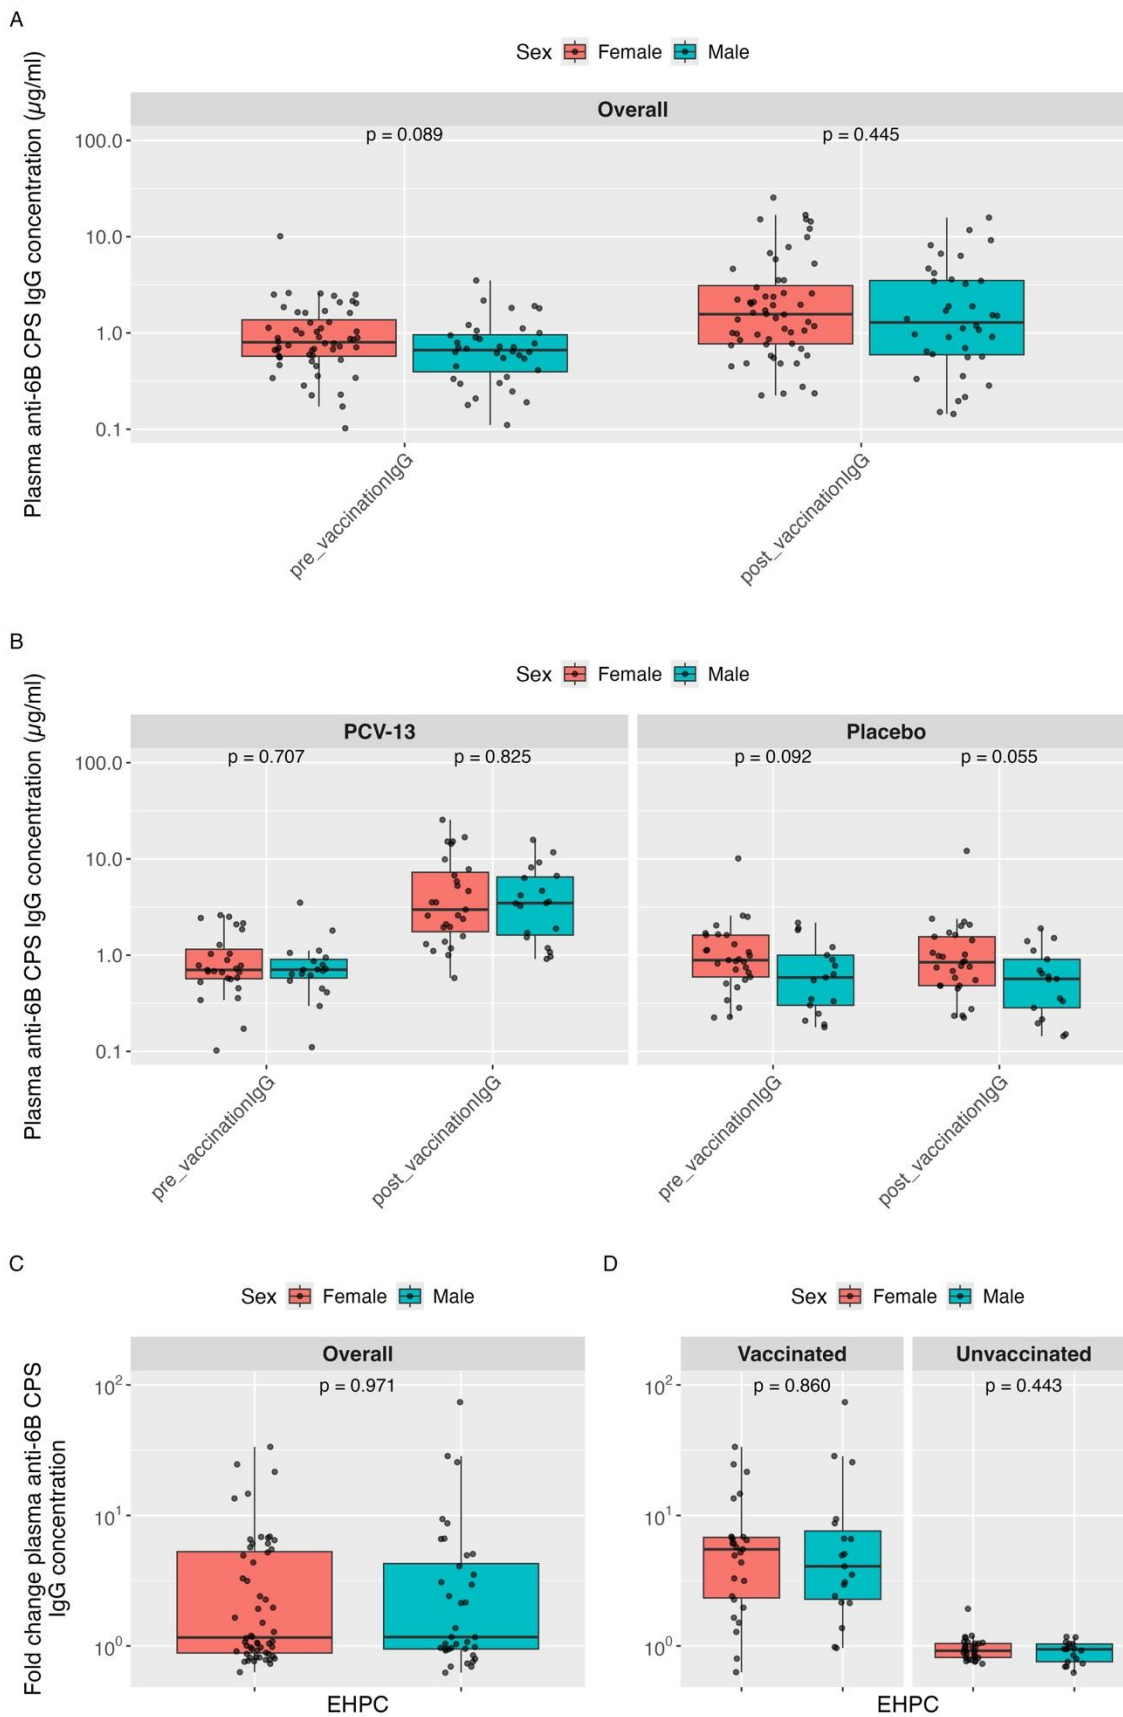 A
Sex Female Male
Plasma anti-6B CPS IgG concentration (µg/ml)
Overall
p = 0.089 p = 0.445
100.0
10.0
1.0
0.1
pre_vaccinationIgG post_vaccinationIgG
B
Sex Female Male
Plasma anti-6B CPS IgG concentration (µg/ml)
PCV-13 Placebo
p = 0.707 p = 0.825 p = 0.092 p = 0.055
100.0
10.0
1.0
0.1
pre_vaccinationIgG post_vaccinationIgG pre_vaccinationIgG post_vaccinationIgG
C
Sex Female Male
Fold change plasma anti-6B CPS
IgG concentration
Overall
p = 0.971
10²
10¹
10⁰
EHPC
D
Sex Female Male
Vaccinated Unvaccinated
p = 0.860 p = 0.443
10²
10¹
10⁰
EHPC